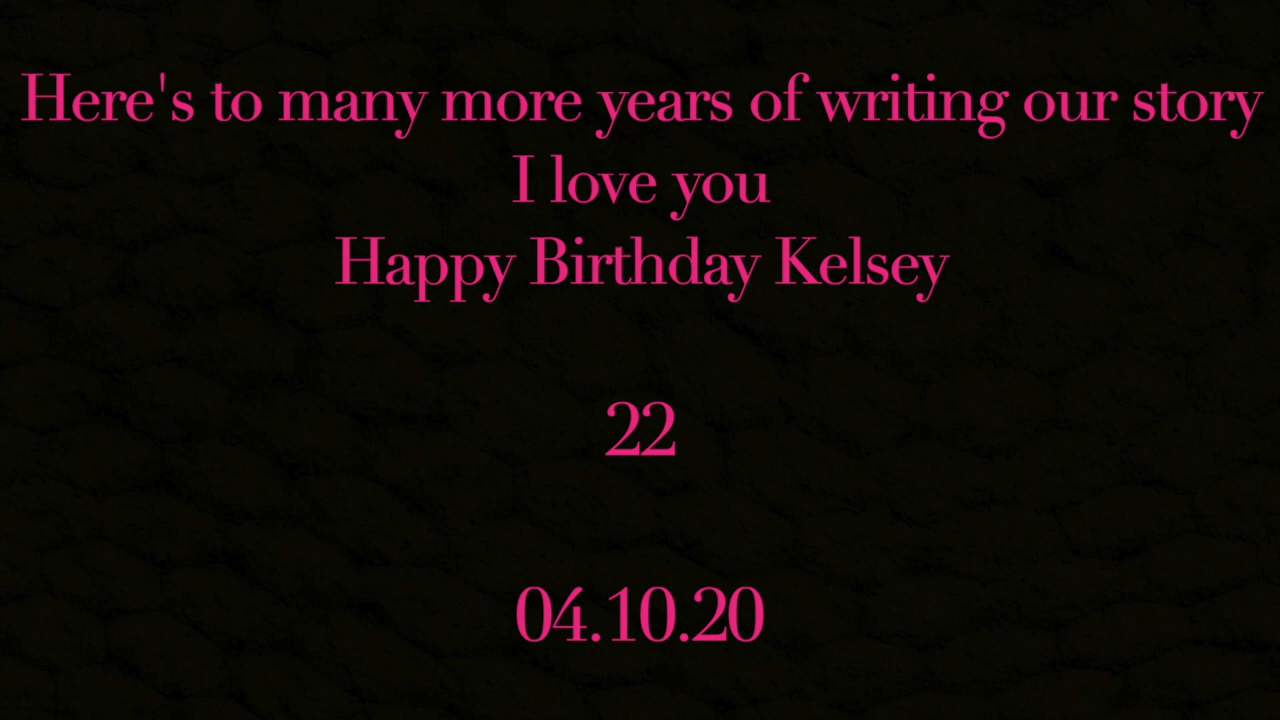 Here's to many more years of writing our story
I love you
Happy Birthday Kelsey
22
04.10.20